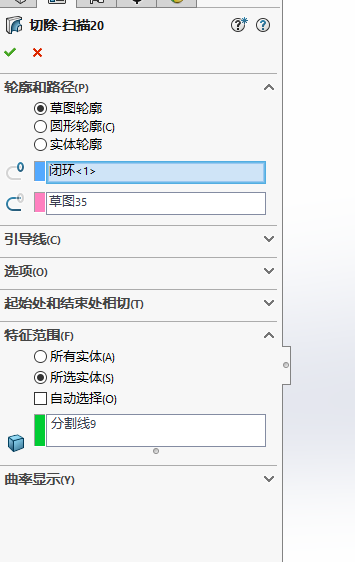 切除-扫描20
轮廓和路径(P)
草图轮廓
圆形轮廓(C)
实体轮廓
闭环<1>
草图35
引导线(C)
选项(O)
起始处和结束处相切(T)
特征范围(F)
所有实体(A)
所选实体(S)
自动选择(O)
分割线9
曲率显示(Y)